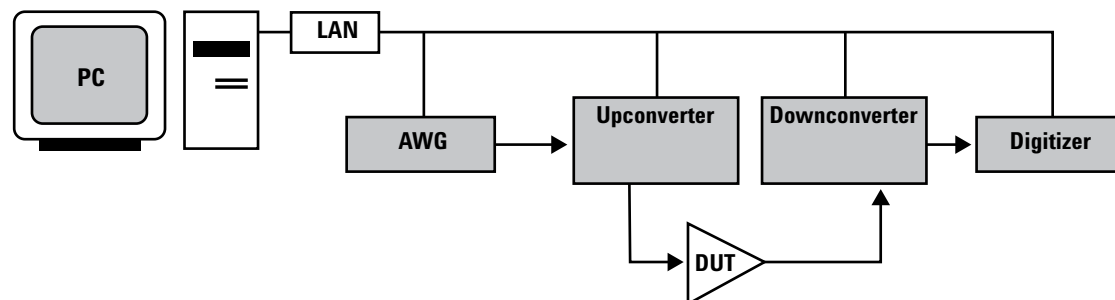 PC
LAN
AWG
Upconverter
Downconverter
Digitizer
DUT